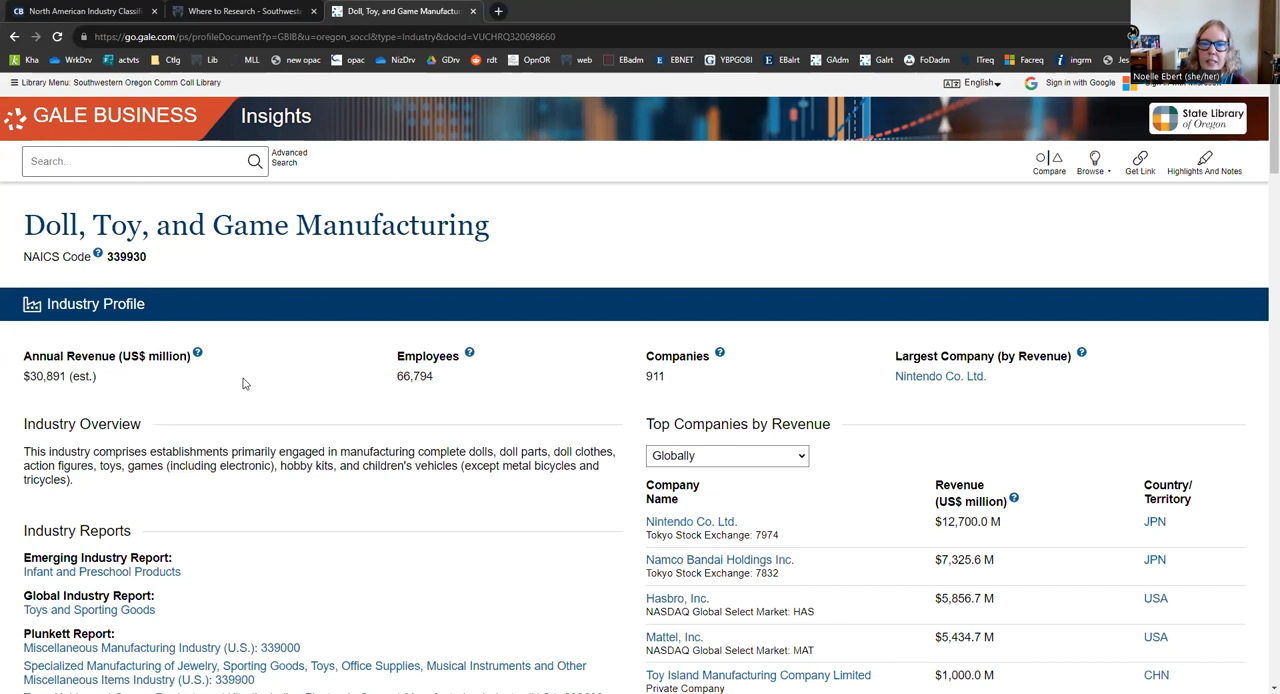 North American Industry Classifi
Where to Research - Southwest
Doll, Toy, and Game Manufactur
https://go.gale.com/ps/profileDocument?p=GBIB&u=oregon_soccl&type=Industry&docId=VUCHRQ320698660
Kha WrkDrv actvts Ctlg Lib MLL new opac opac NizDrv GDrv rdt OpnOR web EBadm EBNET YBPGOBI EBAlrt GAdm Galrt FoDadm ITreq Facreq ingrm Jes
Noelle Ebert (she/her)
Library Menu: Southwestern Oregon Comm Coll Library
English
Sign in with Google
GALE BUSINESS Insights
State Library
of Oregon
Search...
Advanced
Search
Compare
Browse
Get Link
Highlights And Notes
Doll, Toy, and Game Manufacturing
NAICS Code 339930
Industry Profile
Annual Revenue (US$ million) Employees Companies Largest Company (by Revenue)
$30,891 (est.) 66,794 911 Nintendo Co. Ltd.
Industry Overview
This industry comprises establishments primarily engaged in manufacturing complete dolls, doll parts, doll clothes,
action figures, toys, games (including electronic), hobby kits, and children's vehicles (except metal bicycles and
tricycles).
Industry Reports
Emerging Industry Report:
Infant and Preschool Products
Global Industry Report:
Toys and Sporting Goods
Plunkett Report:
Miscellaneous Manufacturing Industry (U.S.): 339000
Specialized Manufacturing of Jewelry, Sporting Goods, Toys, Office Supplies, Musical Instruments and Other
Miscellaneous Items Industry (U.S.): 339900
Top Companies by Revenue
Globally
Company
Name
Revenue
(US$ million)
Country/
Territory
Nintendo Co. Ltd. $12,700.0 M JPN
Tokyo Stock Exchange: 7974
Namco Bandai Holdings Inc. $7,325.6 M JPN
Tokyo Stock Exchange: 7832
Hasbro, Inc. $5,856.7 M USA
NASDAQ Global Select Market: HAS
Mattel, Inc. $5,434.7 M USA
NASDAQ Global Select Market: MAT
Toy Island Manufacturing Company Limited $1,000.0 M CHN
Private Company